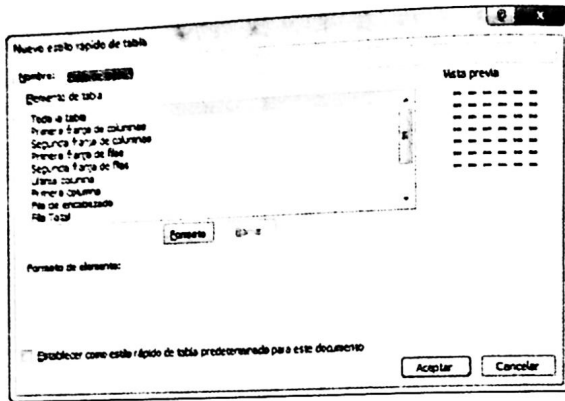 Nuevo estilo rápido de tabla
Nombre:
Vista previa
Elemento de tabla
Toda la tabla
Primera franja de columnas
Segunda franja de columnas
Primera franja de filas
Segunda franja de filas
Última columna
Primera columna
Fila de encabezado
Fila Total
Formato
Formato de elemento:
Establecer como estilo rápido de tabla predeterminado para este documento
Aceptar Cancelar